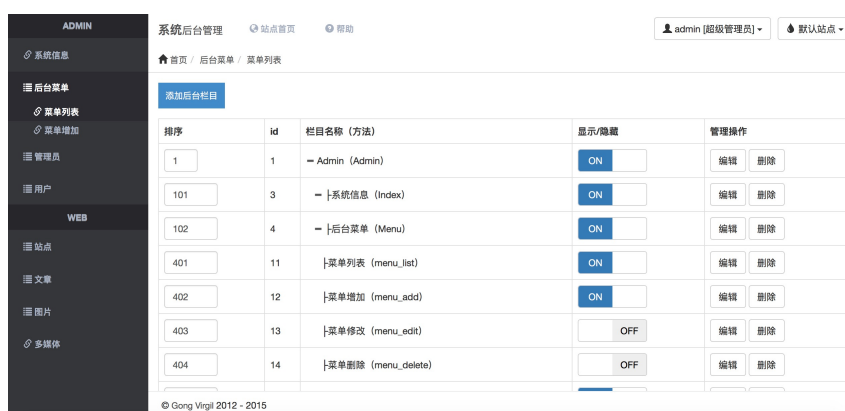 ADMIN
系统信息
后台菜单
菜单列表
菜单增加
管理员
用户
WEB
站点
文章
图片
多媒体
系统后台管理 站点首页 帮助 admin [超级管理员] 默认站点
首页 / 后台菜单 / 菜单列表
添加后台栏目
排序 id 栏目名称（方法） 显示/隐藏 管理操作
1 1 Admin（Admin） ON 编辑 删除
101 3 ├系统信息（Index） ON 编辑 删除
102 4 ├后台菜单（Menu） ON 编辑 删除
401 11 ├菜单列表（menu_list） ON 编辑 删除
402 12 ├菜单增加（menu_add） ON 编辑 删除
403 13 ├菜单修改（menu_edit） OFF 编辑 删除
404 14 ├菜单删除（menu_delete） OFF 编辑 删除
© Gong Virgil 2012 - 2015